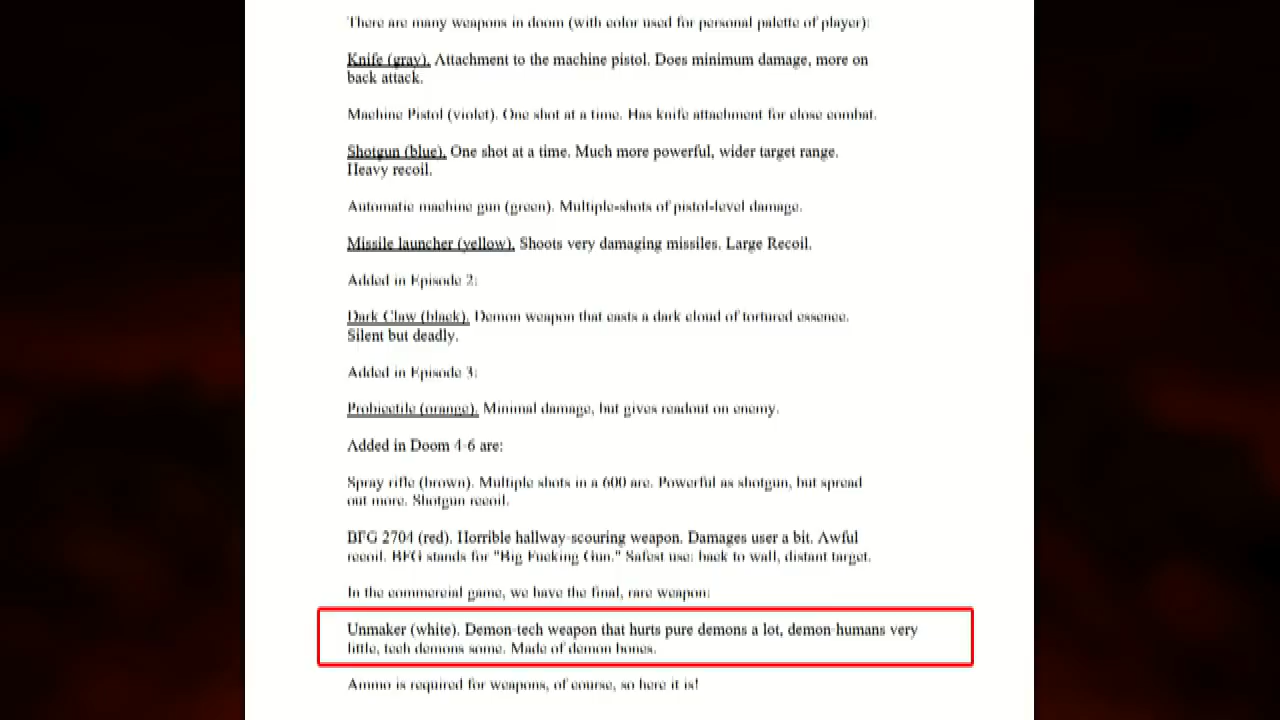 There are many weapons in doom (with color used for personal palette of player):
Knife (gray). Attachment to the machine pistol. Does minimum damage, more on
back attack.
Machine Pistol (violet). One shot at a time. Has knife attachment for close combat.
Shotgun (blue). One shot at a time. Much more powerful, wider target range.
Heavy recoil.
Automatic machine gun (green). Multiple-shots of pistol-level damage.
Missile launcher (yellow). Shoots very damaging missiles. Large Recoil.
Added in Episode 2:
Dark Claw (black). Demon weapon that casts a dark cloud of tortured essence.
Silent but deadly.
Added in Episode 3:
Probjectile (orange). Minimal damage, but gives readout on enemy.
Added in Doom 4-6 are:
Spray rifle (brown). Multiple shots in a 600 arc. Powerful as shotgun, but spread
out more. Shotgun recoil.
BFG 2704 (red). Horrible hallway-scouring weapon. Damages user a bit. Awful
recoil. BFG stands for "Big Fucking Gun." Safest use: back to wall, distant target.
In the commercial game, we have the final, rare weapon:
Unmaker (white). Demon-tech weapon that hurts pure demons a lot, demon-humans very
little, tech demons some. Made of demon bones.
Ammo is required for weapons, of course, so here it is!